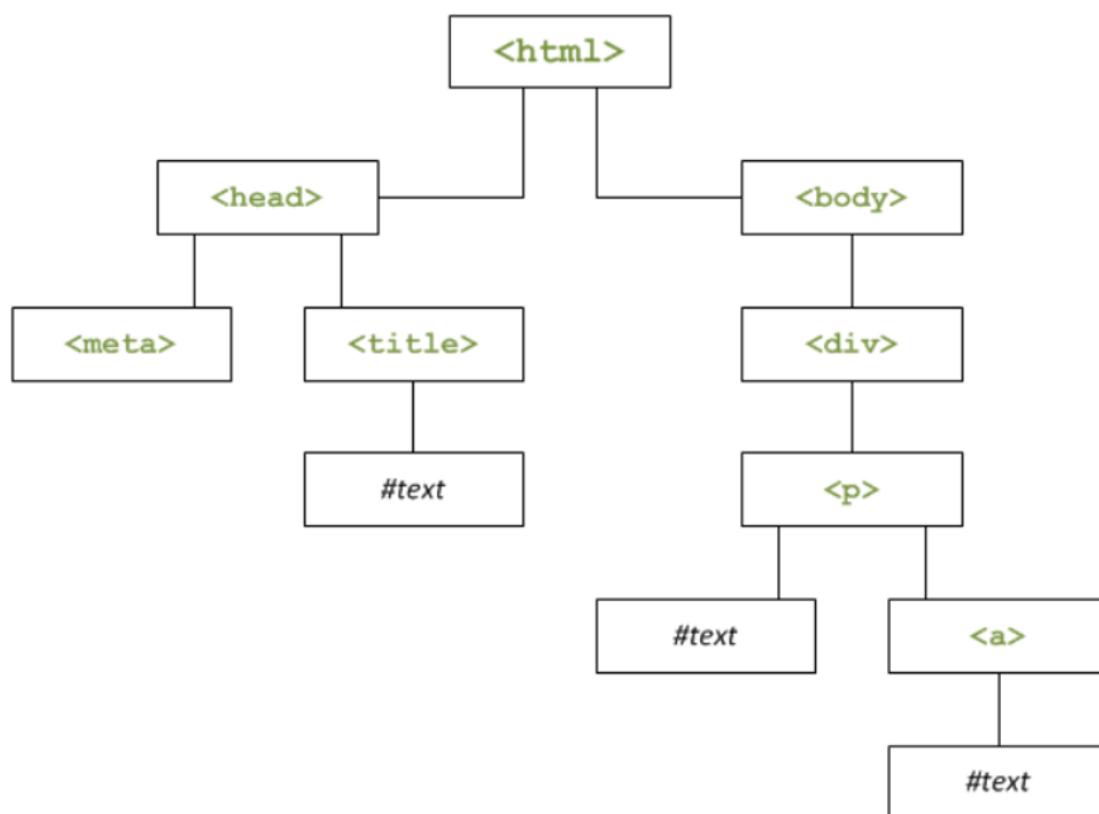 <html>
<head>
<body>
<meta>
<title>
<div>
#text
<p>
#text
<a>
#text